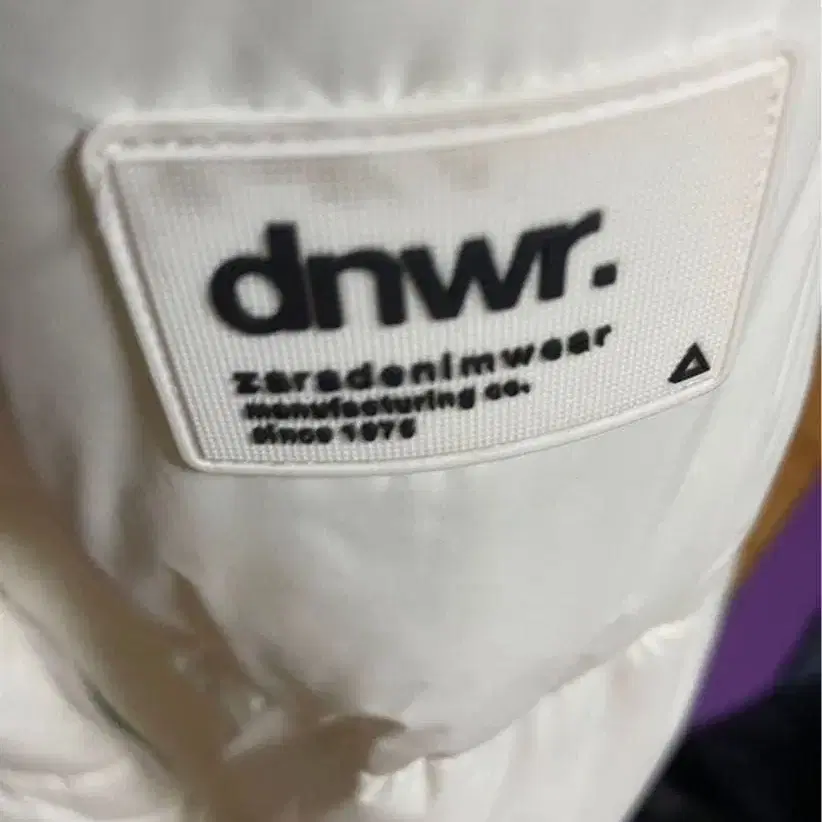 dnwr.
zaradenimwear
manufacturing co.
since 1975